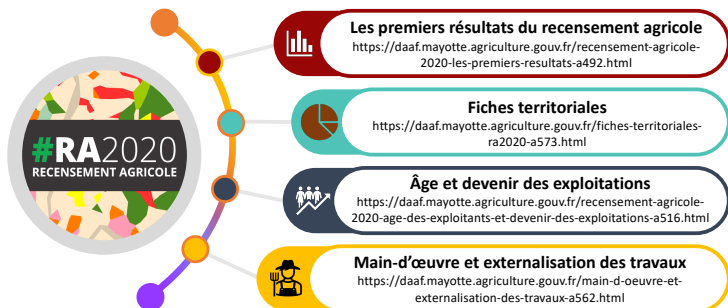 #RA2020
RECENSEMENT AGRICOLE
Les premiers résultats du recensement agricole
https://daaf.mayotte.agriculture.gouv.fr/recensement-agricole-
2020-les-premiers-resultats-a492.html
Fiches territoriales
https://daaf.mayotte.agriculture.gouv.fr/fiches-territoriales-
ra2020-a573.html
Âge et devenir des exploitations
https://daaf.mayotte.agriculture.gouv.fr/recensement-agricole-
2020-age-des-exploitants-et-devenir-des-exploitations-a516.html
Main-d’œuvre et externalisation des travaux
https://daaf.mayotte.agriculture.gouv.fr/main-d-oeuvre-et-
externalisation-des-travaux-a562.html